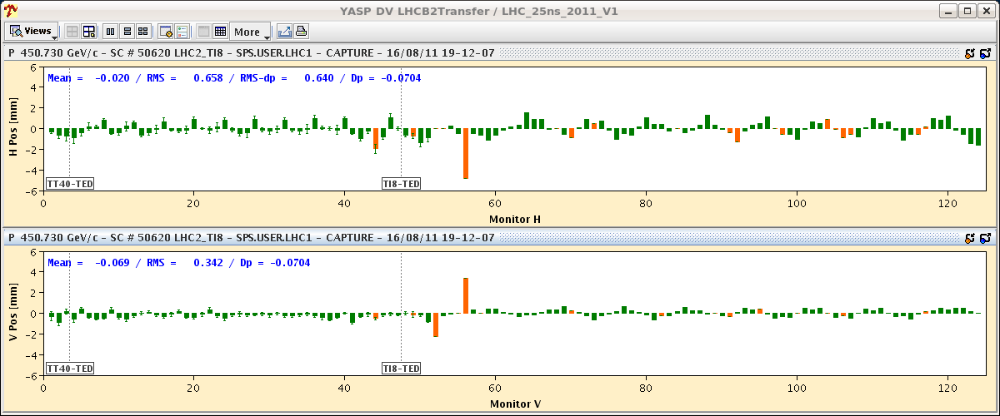 YASP DV LHCB2Transfer / LHC_25ns_2011_V1
Views More
P 450.730 GeV/c - SC # 50620 LHC2_TI8 - SPS.USER.LHC1 - CAPTURE - 16/08/11 19-12-07
Mean = -0.020 / RMS = 0.658 / RMS-dp = 0.640 / Dp = -0.0704
H Pos [mm]
6
4
2
0
-2
-4
-6
TT40-TED TI8-TED
0 20 40 60 80 100 120
Monitor H
P 450.730 GeV/c - SC # 50620 LHC2_TI8 - SPS.USER.LHC1 - CAPTURE - 16/08/11 19-12-07
Mean = -0.069 / RMS = 0.342 / Dp = -0.0704
V Pos [mm]
6
4
2
0
-2
-4
-6
TT40-TED TI8-TED
0 20 40 60 80 100 120
Monitor V